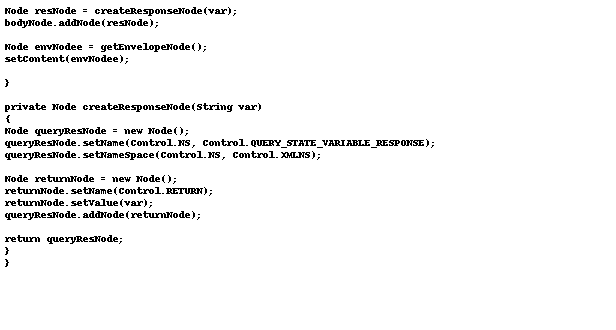 Node resNode = createResponseNode(var);
bodyNode.addNode(resNode);

Node envNodee = getEnvelopeNode();
setContent(envNodee);

}

private Node createResponseNode(String var)
{
Node queryResNode = new Node();
queryResNode.setName(Control.NS, Control.QUERY_STATE_VARIABLE_RESPONSE);
queryResNode.setNameSpace(Control.NS, Control.XMLNS);

Node returnNode = new Node();
returnNode.setName(Control.RETURN);
returnNode.setValue(var);
queryResNode.addNode(returnNode);

return queryResNode;
}
}